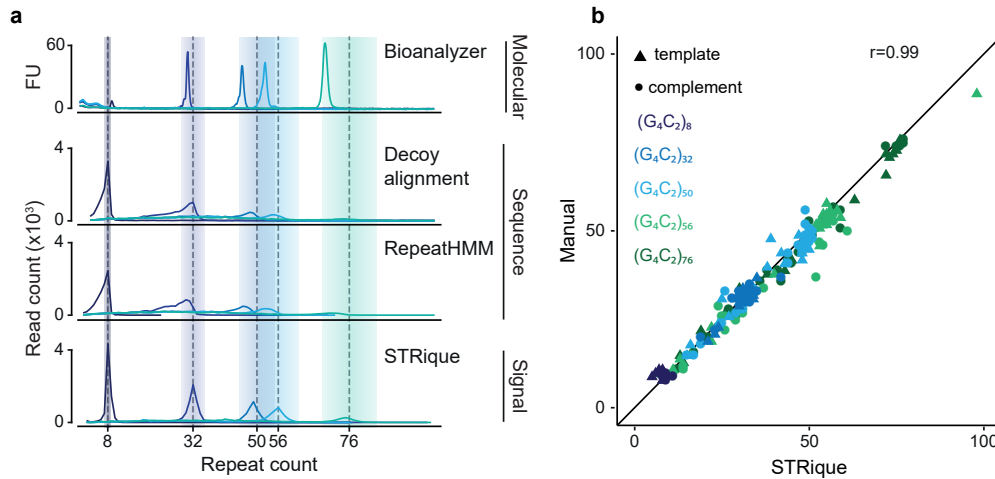 a
60
0
FU
Bioanalyzer
Molecular
4
0
Decoy
alignment
4
0
RepeatHMM
Sequence
Read count (x10³)
4
0
STRique
Signal
8 32 50 56 76
Repeat count
b
100
50
0
Manual
r=0.99
template
complement
(G₄C₂)₈
(G₄C₂)₃₂
(G₄C₂)₅₀
(G₄C₂)₅₆
(G₄C₂)₇₆
0 50 100
STRique